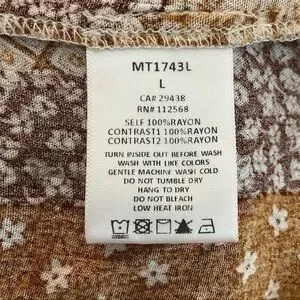 MT1743L
L
CA# 29438
RN# 112568
SELF 100%RAYON
CONTRAST1 100%RAYON
CONTRAST2 100%RAYON
TURN INSIDE OUT BEFORE WASH
WASH WITH LIKE COLORS
GENTLE MACHINE WASH COLD
DO NOT TUMBLE DRY
HANG TO DRY
DO NOT BLEACH
LOW HEAT IRON